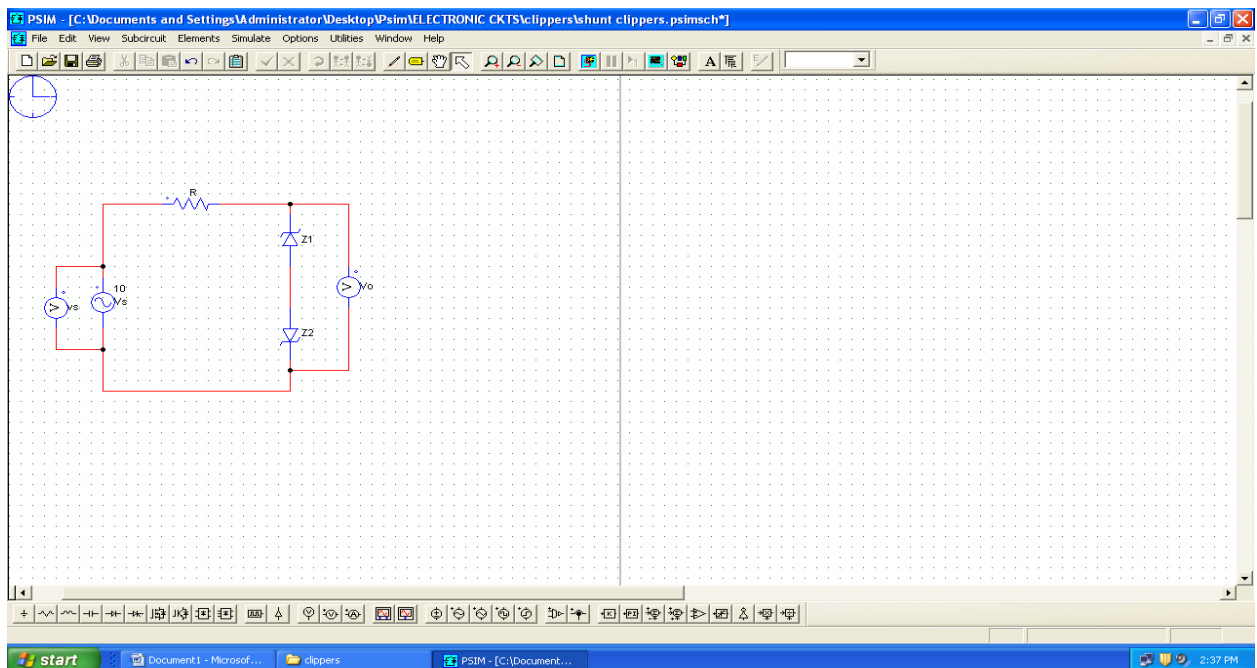 PSIM - [C:\Documents and Settings\Administrator\Desktop\Psim\ELECTRONIC CKTS\clippers\shunt clippers.psimsch*]
File Edit View Subcircuit Elements Simulate Options Utilities Window Help
R
Z1
10
Vs
vs
V
V
Vo
Z2
start
Document1 - Microsof...
clippers
PSIM - [C:\Document...
2:37 PM